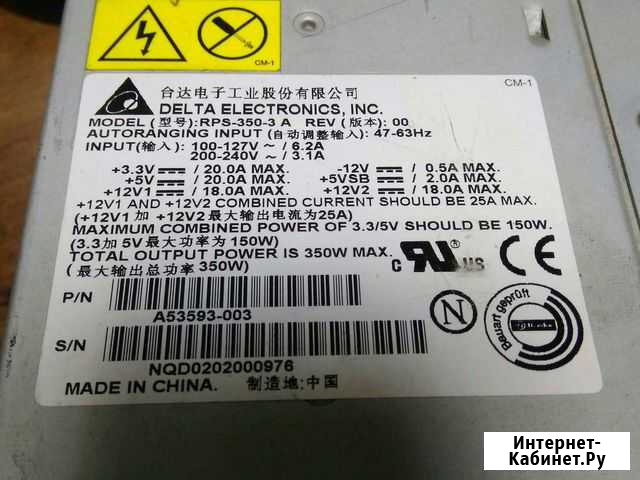 CM-1
CM-1
台达电子工业股份有限公司
DELTA ELECTRONICS, INC.
MODEL (型号):RPS-350-3 A REV (版本): 00
AUTORANGING INPUT (自动调整输入): 47-63Hz
INPUT(输入): 100-127V ~ / 6.2A
200-240V ~ / 3.1A
+3.3V / 20.0A MAX. -12V / 0.5A MAX.
+5V / 20.0A MAX. +5VSB / 2.0A MAX.
+12V1 / 18.0A MAX. +12V2 / 18.0A MAX.
+12V1 AND +12V2 COMBINED CURRENT SHOULD BE 25A MAX.
(+12V1 加 +12V2 最大输出电流为25A)
MAXIMUM COMBINED POWER OF 3.3/5V SHOULD BE 150W.
(3.3加 5V最大功率为 150W)
TOTAL OUTPUT POWER IS 350W MAX.
(最大输出总功率 350W)
C RU US CE
P/N
A53593-003
N
Bauart geprüft
S/N
NQD0202000976
MADE IN CHINA. 制造地:中国
Интернет-
Кабинет.Ру